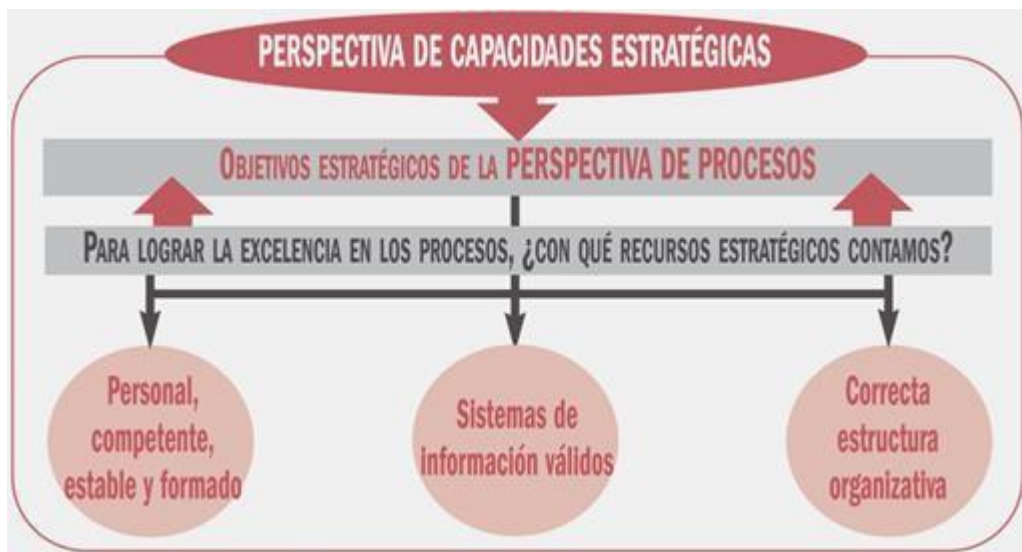 PERSPECTIVA DE CAPACIDADES ESTRATÉGICAS
OBJETIVOS ESTRATÉGICOS DE LA PERSPECTIVA DE PROCESOS
PARA LOGRAR LA EXCELENCIA EN LOS PROCESOS, ¿CON QUÉ RECURSOS ESTRATÉGICOS CONTAMOS?
Personal,
competente,
estable y formado
Sistemas de
información válidos
Correcta
estructura
organizativa